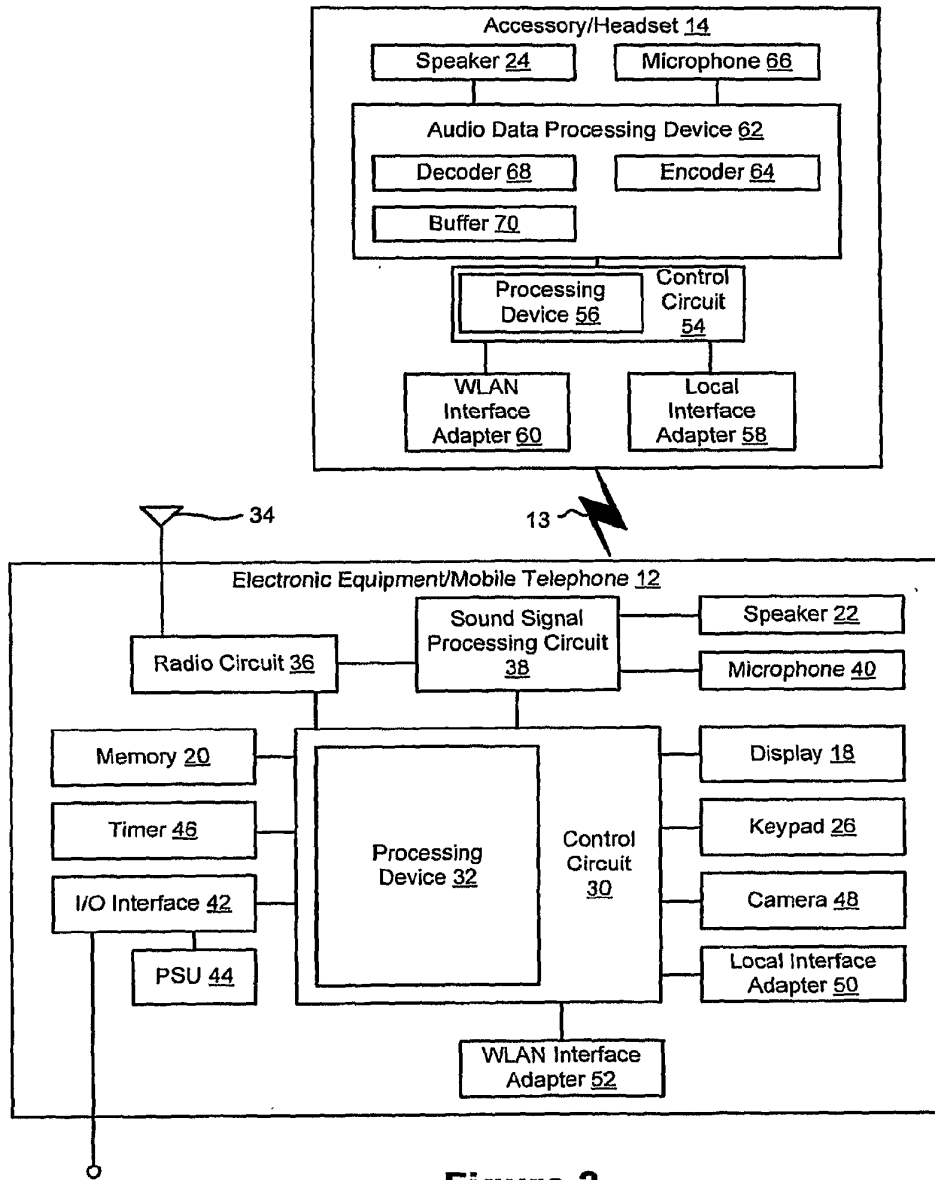 Accessory/Headset 14
Speaker 24
Microphone 66
Audio Data Processing Device 62
Decoder 68
Encoder 64
Buffer 70
Processing
Device 56
Control
Circuit
54
WLAN
Interface
Adapter 60
Local
Interface
Adapter 58
34
13
Electronic Equipment/Mobile Telephone 12
Sound Signal
Processing Circuit
38
Speaker 22
Radio Circuit 36
Microphone 40
Memory 20
Display 18
Timer 46
Keypad 26
Processing
Device 32
Control
Circuit
30
I/O Interface 42
Camera 48
PSU 44
Local Interface
Adapter 50
WLAN Interface
Adapter 52